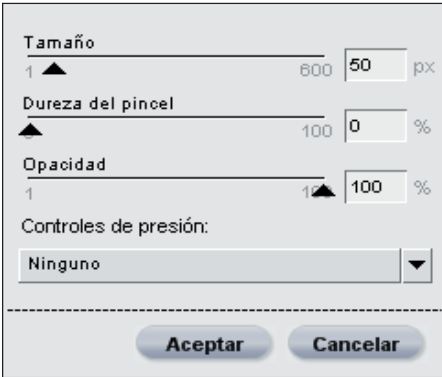 Tamaño
1 600 50 px
Dureza del pincel
100 0 %
Opacidad
1 100 %
Controles de presión:
Ninguno
Aceptar Cancelar